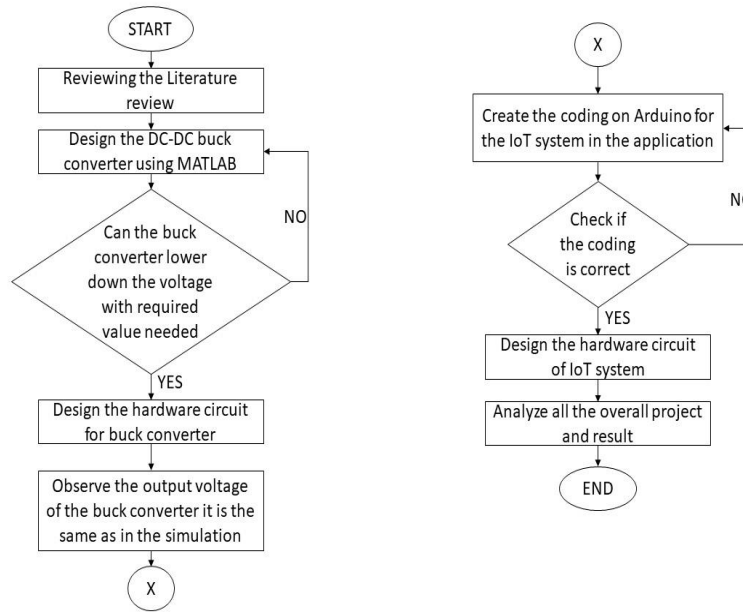 START
Reviewing the Literature
review
Design the DC-DC buck
converter using MATLAB
NO
Can the buck
converter lower
down the voltage
with required
value needed
YES
Design the hardware circuit
for buck converter
Observe the output voltage
of the buck converter it is the
same as in the simulation
X
X
Create the coding on Arduino for
the IoT system in the application
NO
Check if
the coding
is correct
YES
Design the hardware circuit
of IoT system
Analyze all the overall project
and result
END